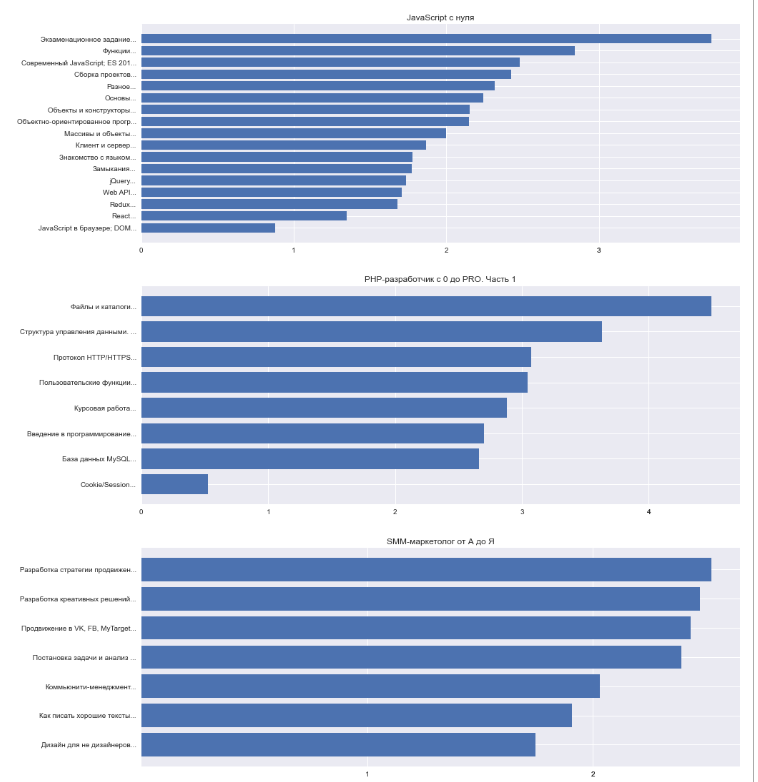 JavaScript с нуля
Экзаменационное задание...
Функции...
Современный JavaScript; ES 201...
Сборка проектов...
Разное...
Основы...
Объекты и конструкторы...
Объектно-ориентированное прогр...
Массивы и объекты...
Клиент и сервер...
Знакомство с языком...
Замыкания...
jQuery...
Web API...
Redux...
React...
JavaScript в браузере: DOM...
0 1 2 3
PHP-разработчик с 0 до PRO. Часть 1
Файлы и каталоги...
Структура управления данными. ...
Протокол HTTP/HTTPS...
Пользовательские функции...
Курсовая работа...
Введение в программирование...
База данных MySQL...
Cookie/Session...
0 1 2 3 4
SMM-маркетолог от А до Я
Разработка стратегии продвижен...
Разработка креативных решений...
Продвижение в VK, FB, MyTarget...
Постановка задачи и анализ ...
Коммьюнити-менеджмент...
Как писать хорошие тексты...
Дизайн для не дизайнеров...
1 2